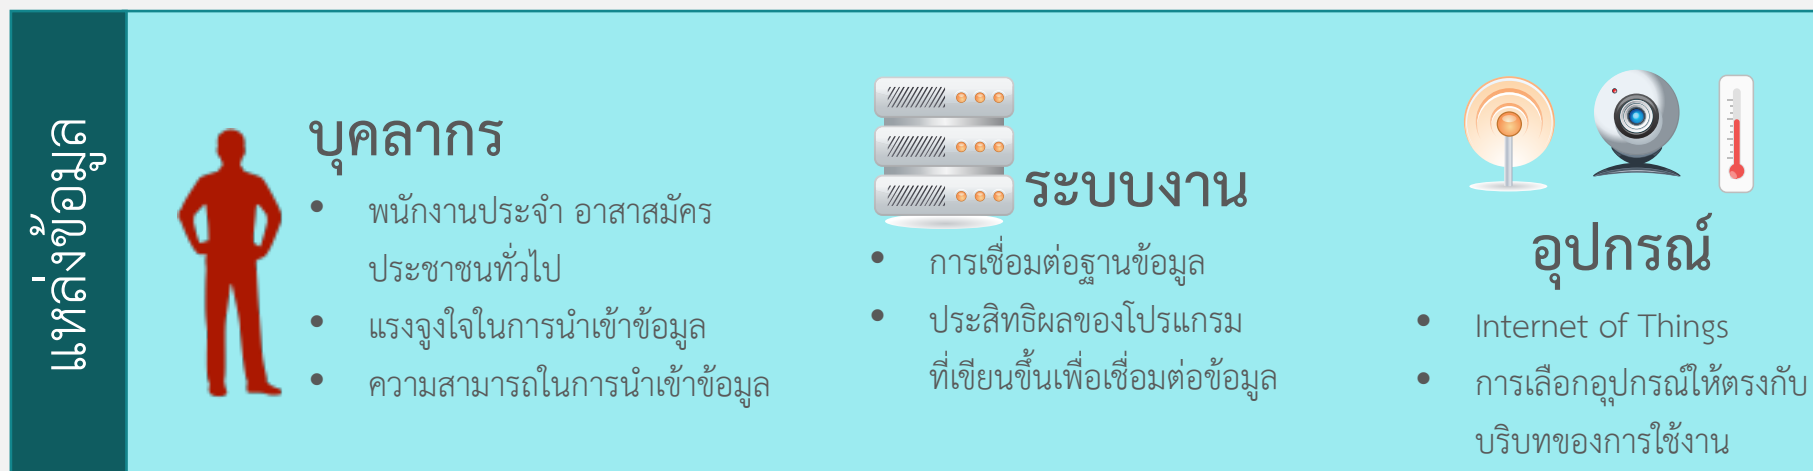 แหล่งข้อมูล
บุคลากร
• พนักงานประจำ อาสาสมัคร
ประชาชนทั่วไป
• แรงจูงใจในการนำเข้าข้อมูล
• ความสามารถในการนำเข้าข้อมูล
ระบบงาน
• การเชื่อมต่อฐานข้อมูล
• ประสิทธิผลของโปรแกรม
ที่เขียนขึ้นเพื่อเชื่อมต่อข้อมูล
อุปกรณ์
• Internet of Things
• การเลือกอุุปกรณ์ให้ตรงกับ
บริบทของการใช้งาน